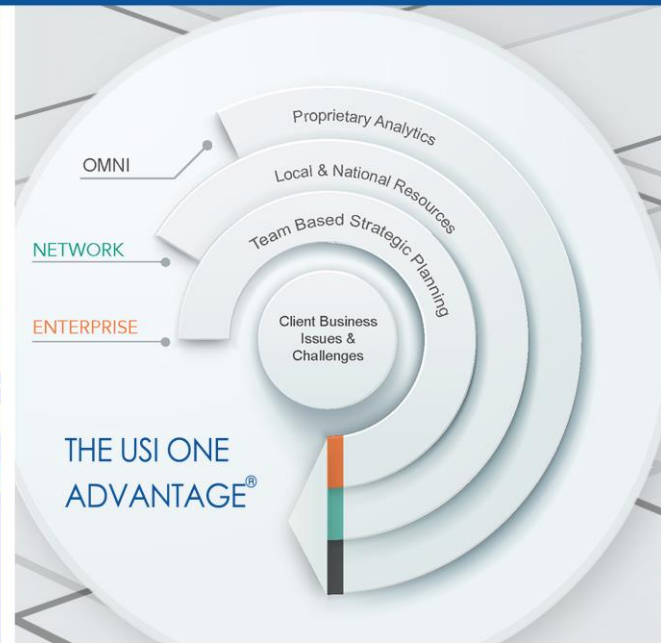 Proprietary Analytics
OMNI
Local & National Resources
NETWORK
Team Based Strategic Planning
ENTERPRISE
Client Business
Issues &
Challenges
THE USI ONE
ADVANTAGE®